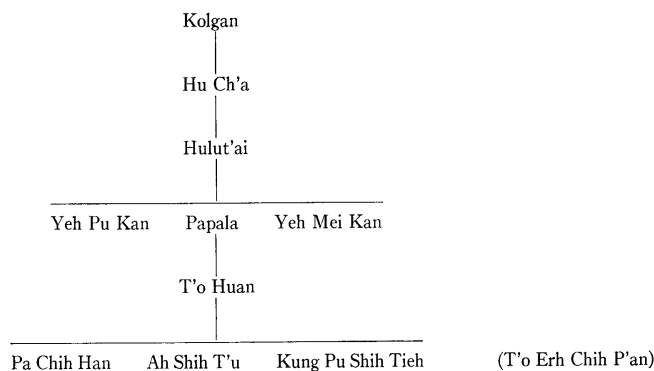 Kolgan
Hu Ch'a
Hulut'ai
Yeh Pu Kan Papala Yeh Mei Kan
T'o Huan
Pa Chih Han Ah Shih T'u Kung Pu Shih Tieh (T'o Erh Chih P'an)